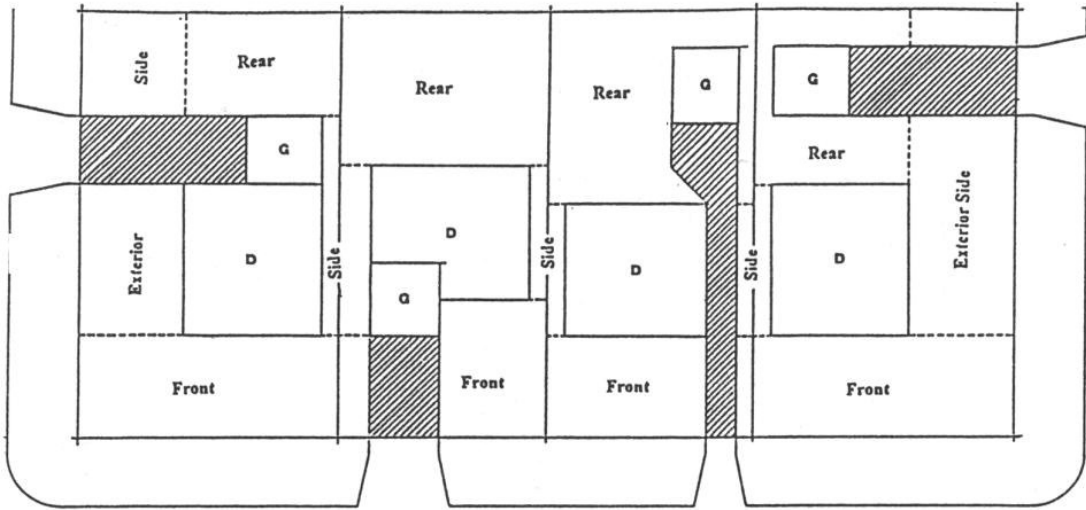 Side
Rear
Rear
Rear
G
G
G
Rear
Exterior
D
Side
D
G
Side
D
Side
D
Exterior Side
Front
Front
Front
Front